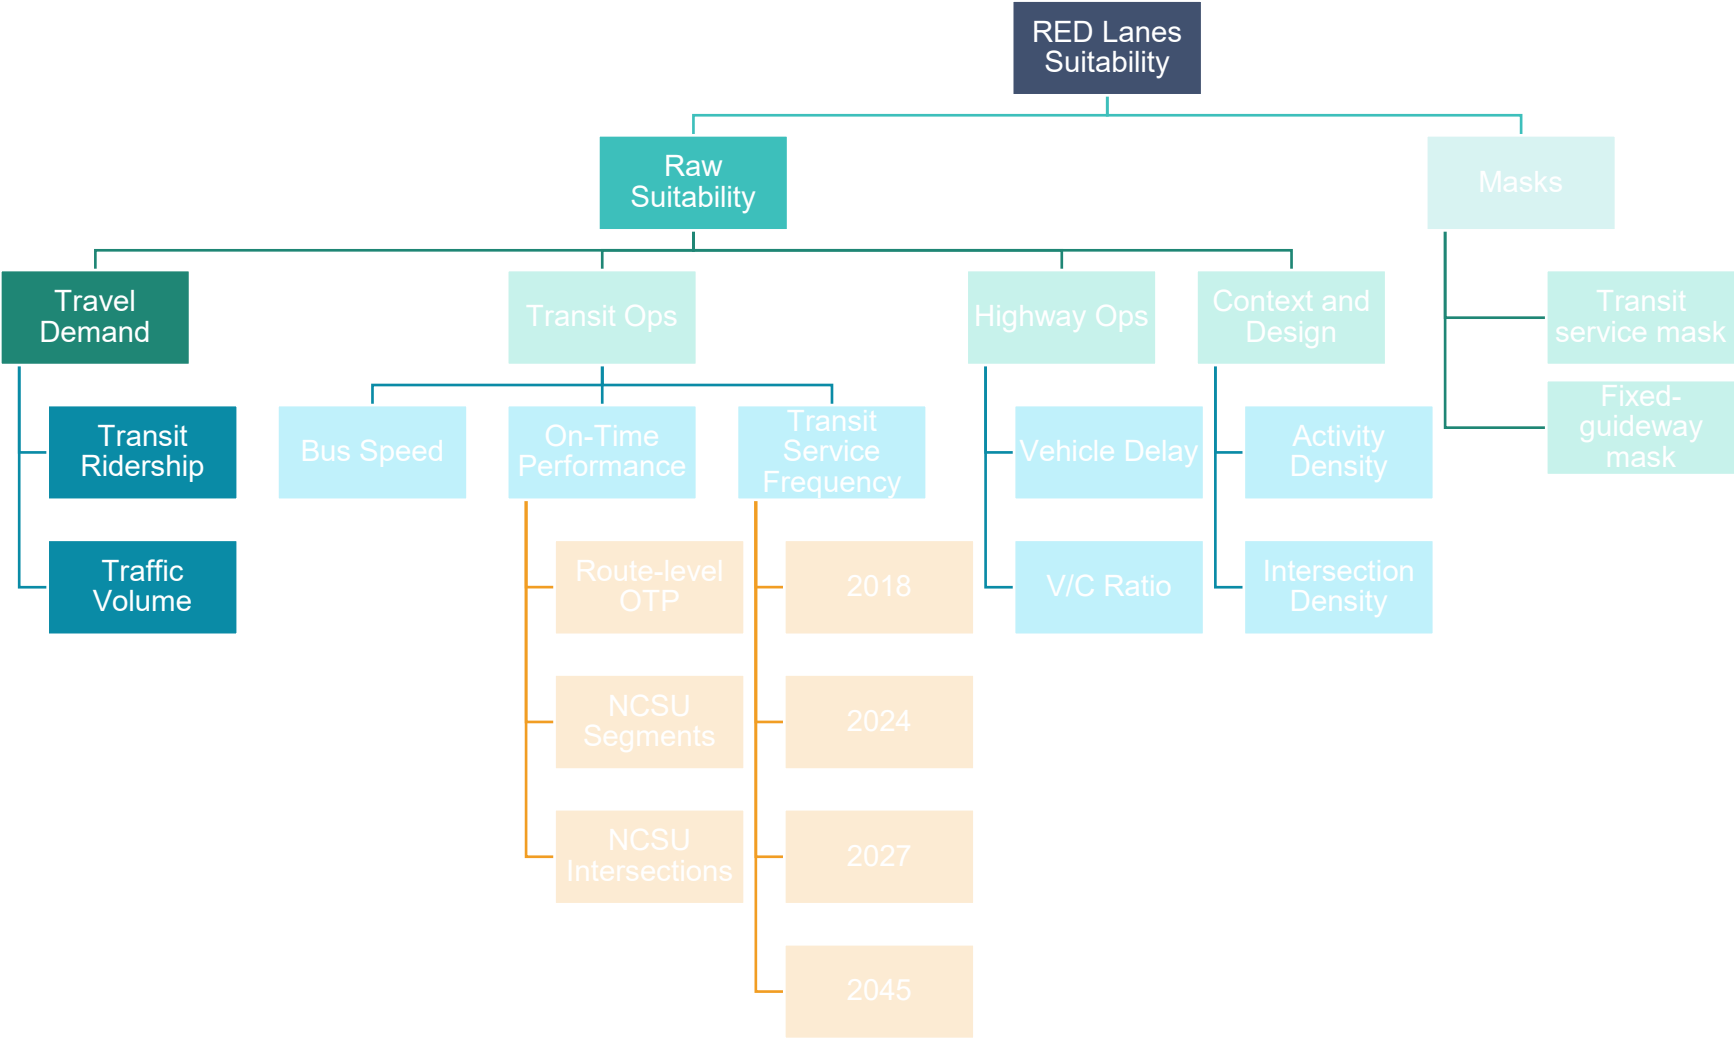 RED Lanes
Suitability
Raw
Suitability
Masks
Travel
Demand
Transit Ops
Highway Ops
Context and
Design
Transit
service mask
Fixed-
guideway
mask
Transit
Ridership
Bus Speed
On-Time
Performance
Transit
Service
Frequency
Vehicle Delay
Activity
Density
Traffic
Volume
Route-level
OTP
2018
V/C Ratio
Intersection
Density
NCSU
Segments
2024
NCSU
Intersections
2027
2045